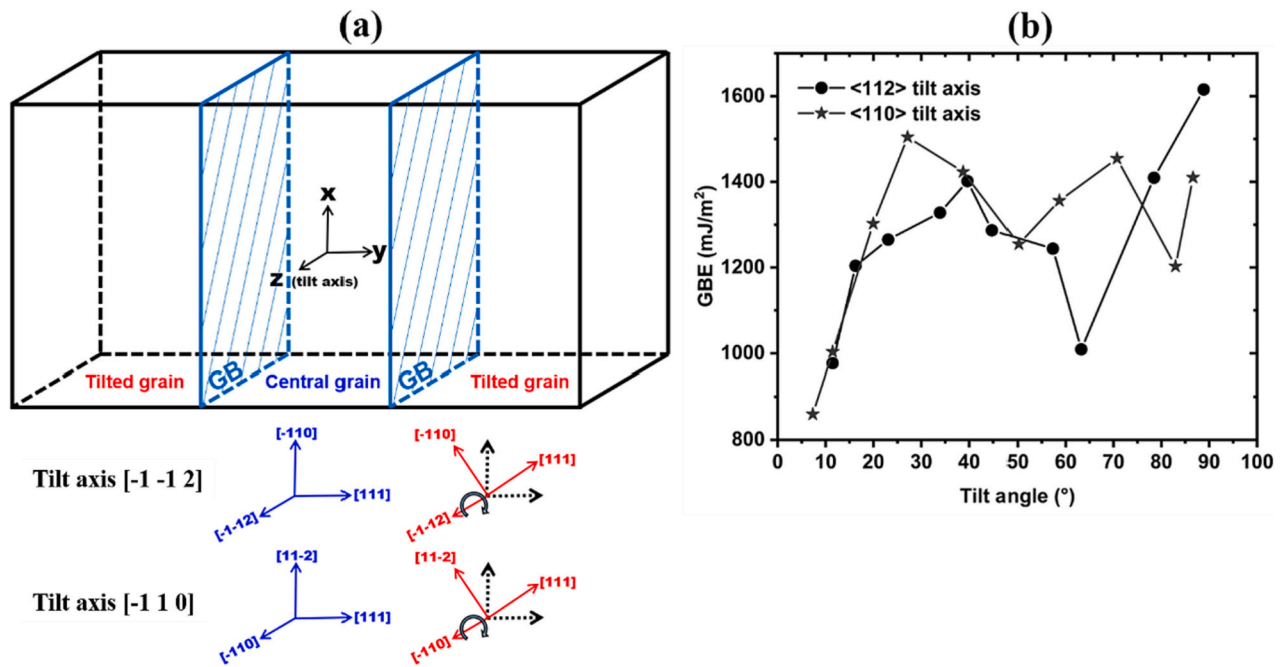 (a)
x
y
z (tilt axis)
GB
GB
Tilted grain
Central grain
Tilted grain
Tilt axis [-1 -1 2]
[-110]
[111]
[-1-12]
[-110]
[111]
[-1-12]
Tilt axis [-1 1 0]
[11-2]
[111]
[-110]
[11-2]
[111]
[-110]
(b)
<112> tilt axis
<110> tilt axis
GBE (mJ/m²)
1600
1400
1200
1000
800
0 10 20 30 40 50 60 70 80 90 100
Tilt angle (°)